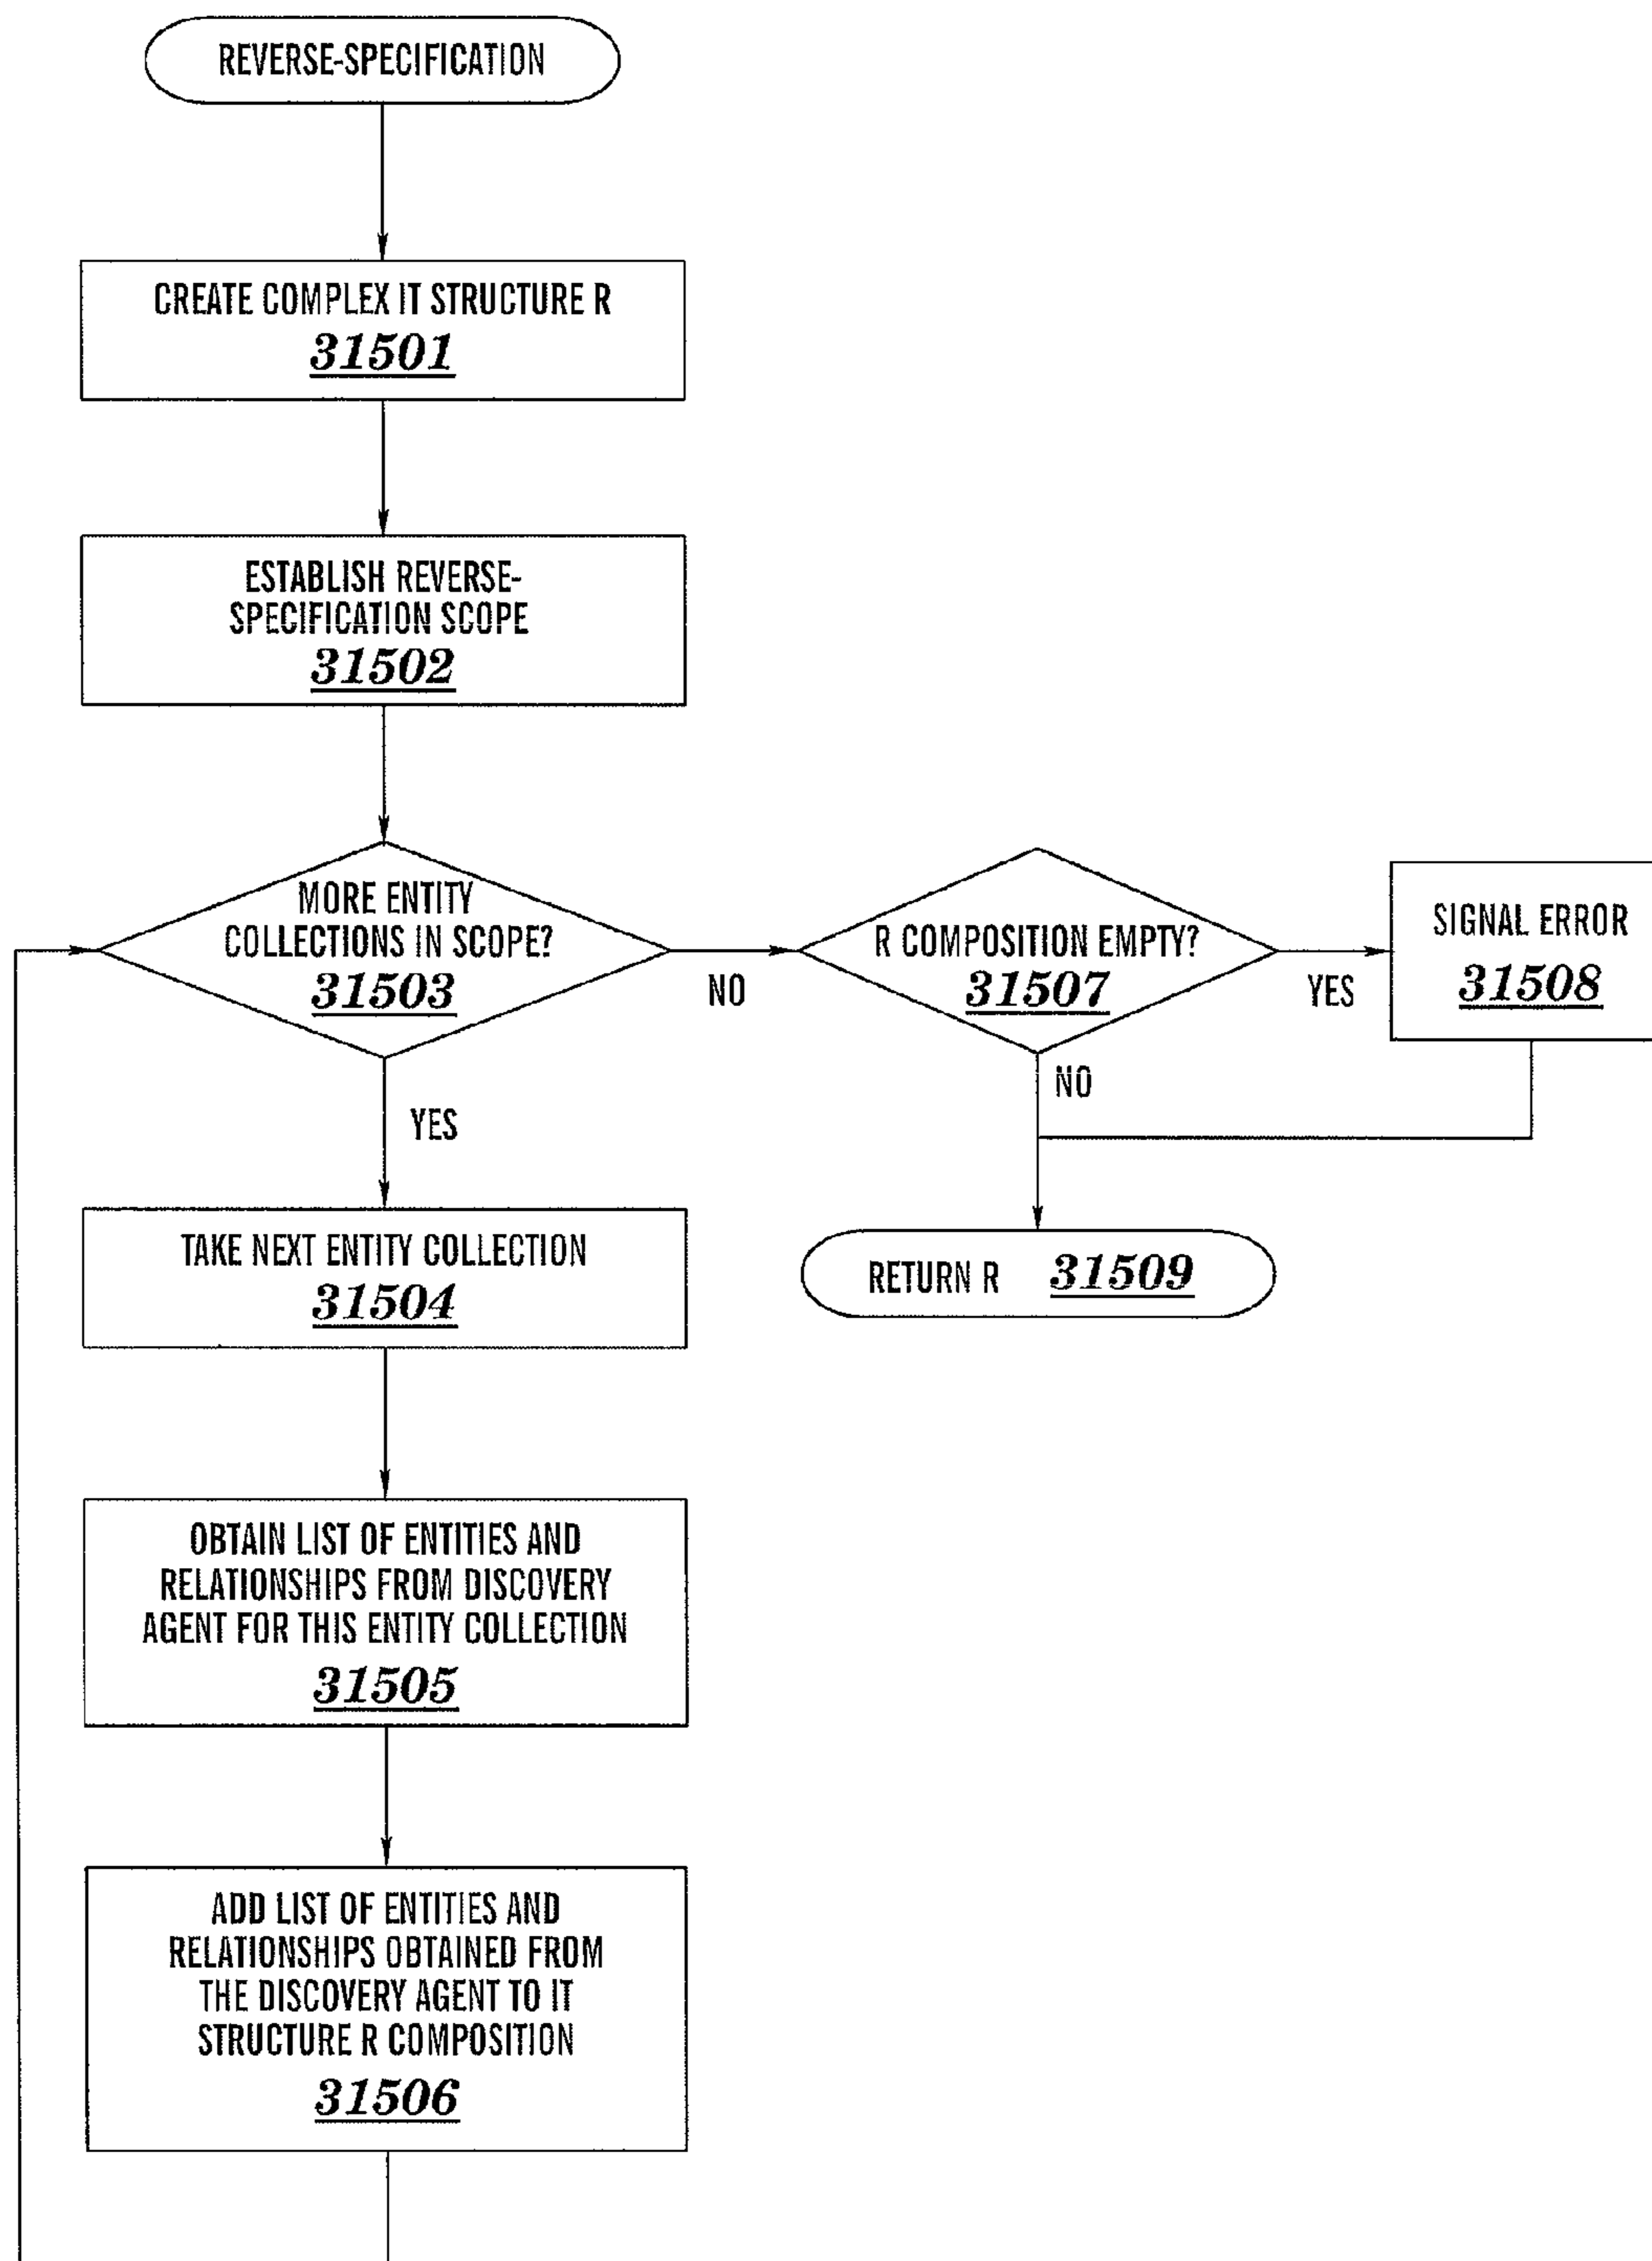 REVERSE-SPECIFICATION
CREATE COMPLEX IT STRUCTURE R
31501
ESTABLISH REVERSE-
SPECIFICATION SCOPE
31502
MORE ENTITY
COLLECTIONS IN SCOPE?
31503
NO
YES
R COMPOSITION EMPTY?
31507
YES
NO
SIGNAL ERROR
31508
RETURN R 31509
TAKE NEXT ENTITY COLLECTION
31504
OBTAIN LIST OF ENTITIES AND
RELATIONSHIPS FROM DISCOVERY
AGENT FOR THIS ENTITY COLLECTION
31505
ADD LIST OF ENTITIES AND
RELATIONSHIPS OBTAINED FROM
THE DISCOVERY AGENT TO IT
STRUCTURE R COMPOSITION
31506